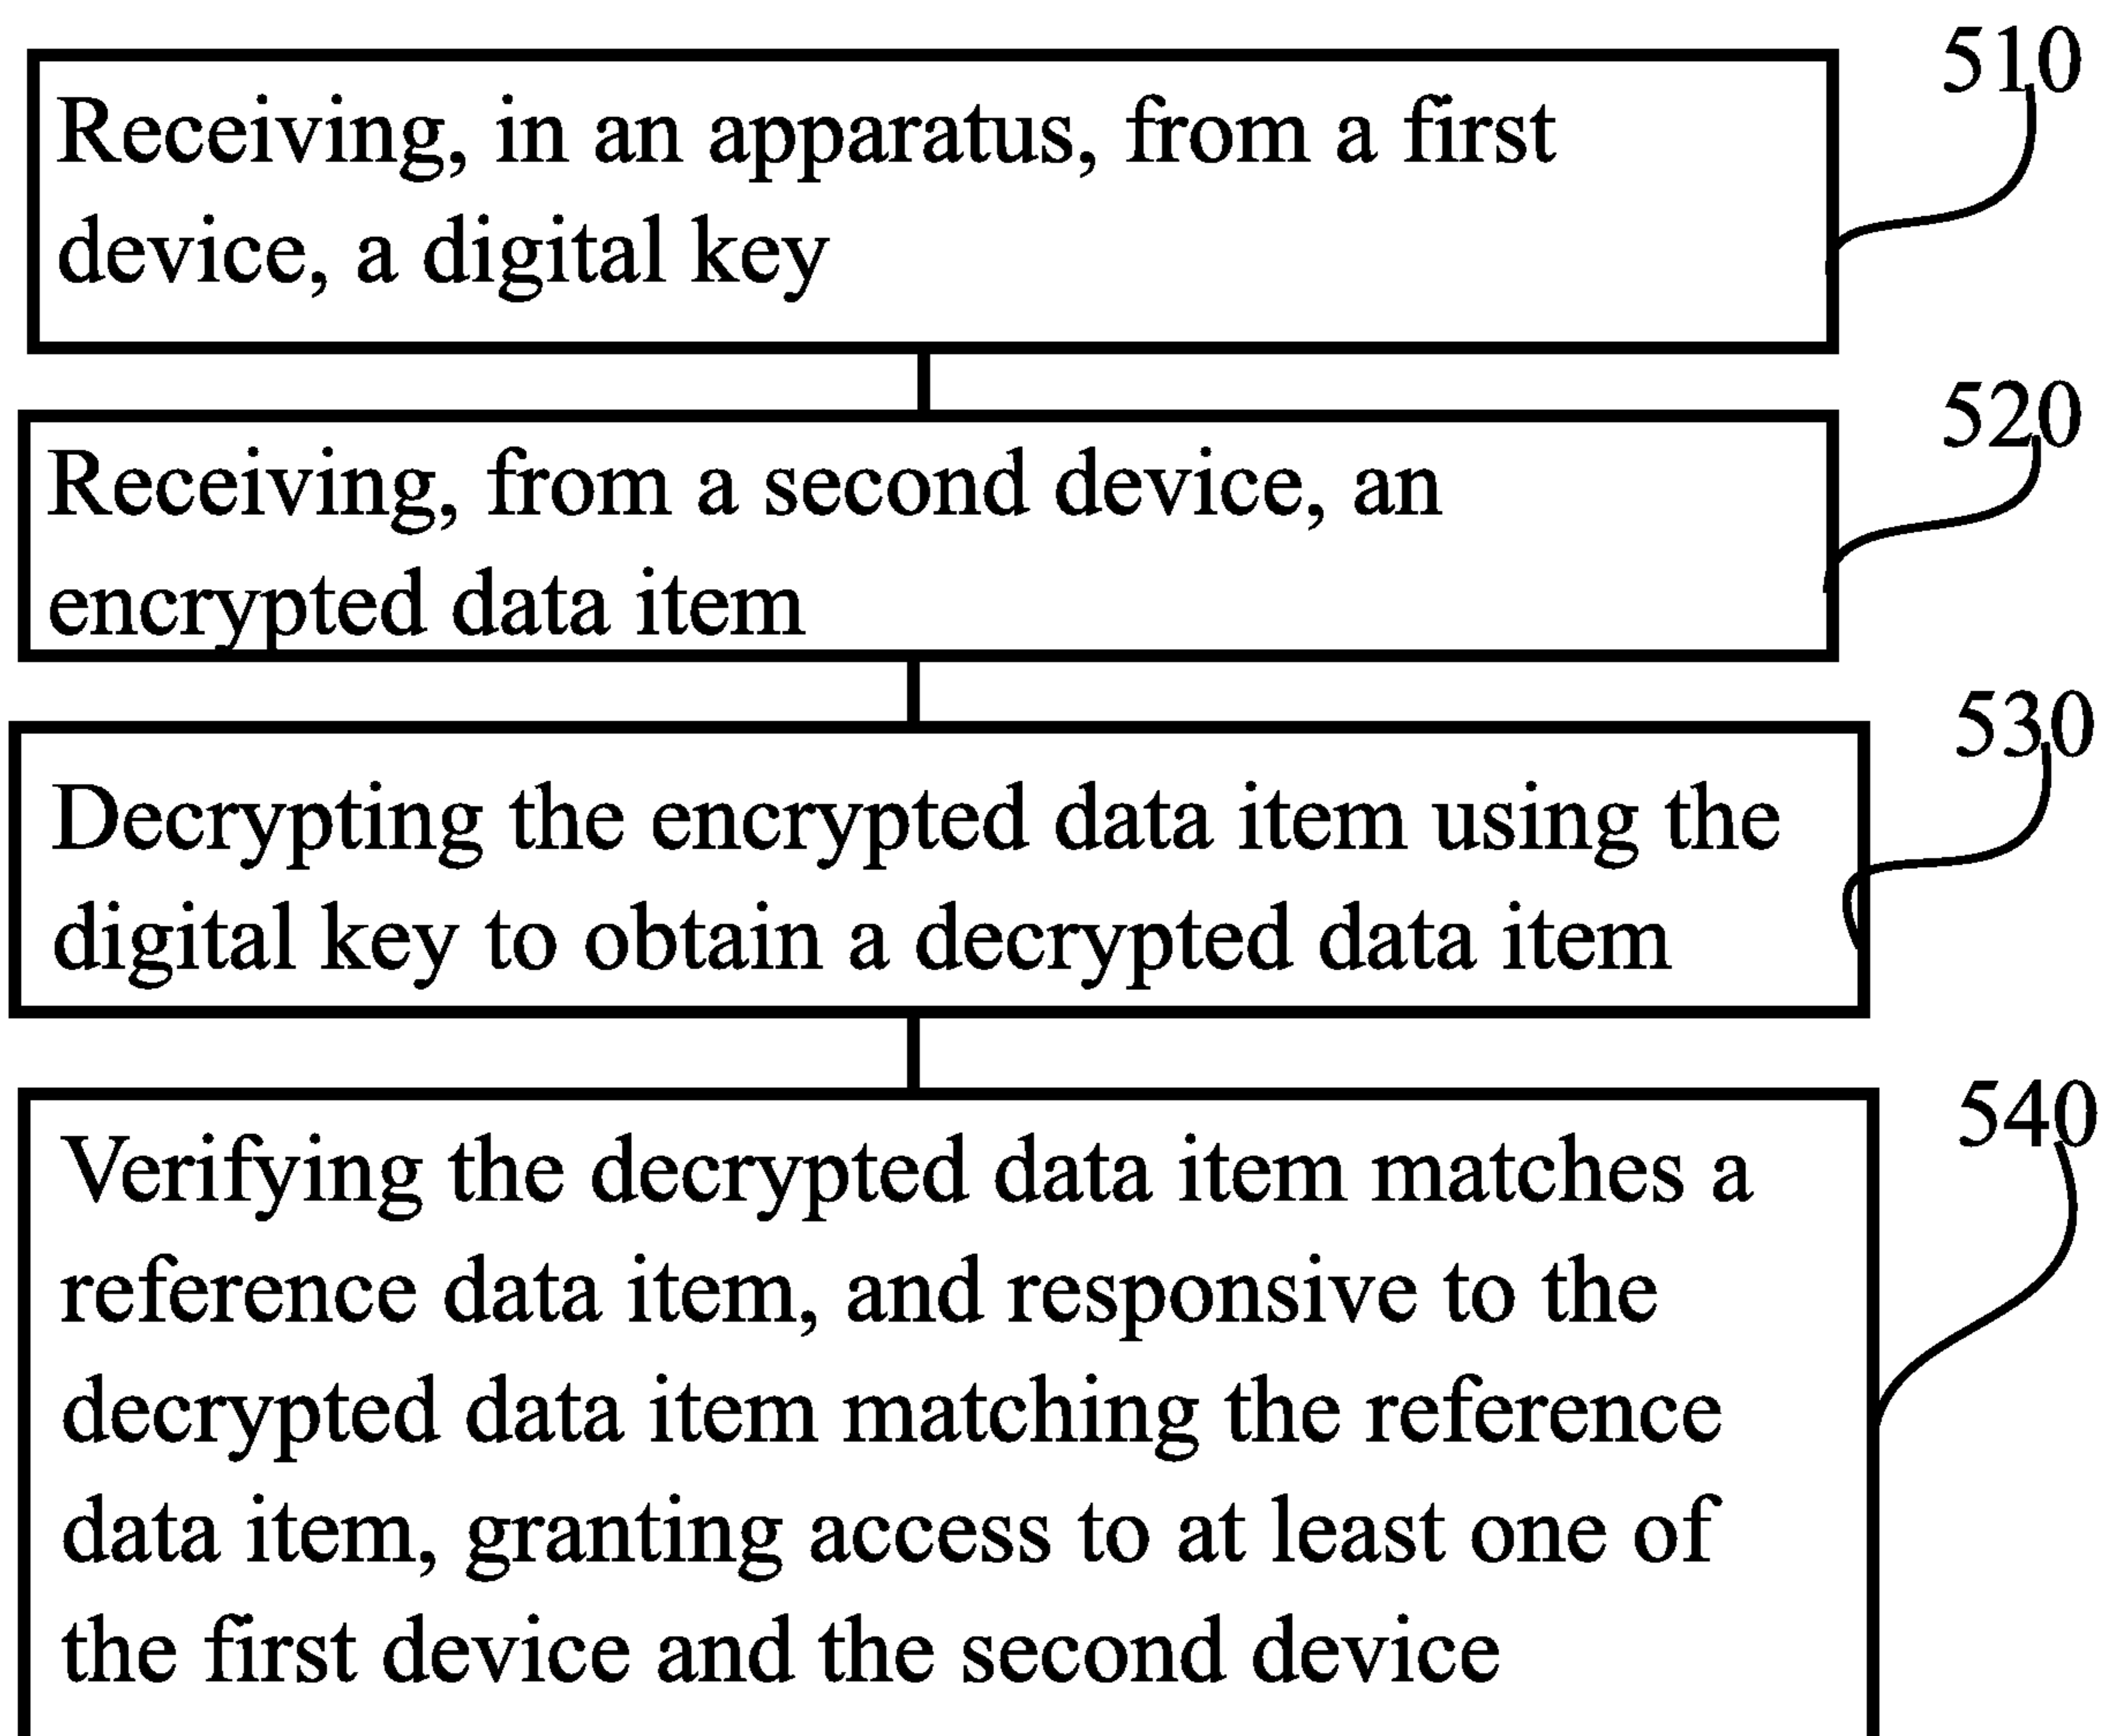 510
Receiving, in an apparatus, from a first
device, a digital key
520
Receiving, from a second device, an
encrypted data item
530
Decrypting the encrypted data item using the
digital key to obtain a decrypted data item
540
Verifying the decrypted data item matches a
reference data item, and responsive to the
decrypted data item matching the reference
data item, granting access to at least one of
the first device and the second device